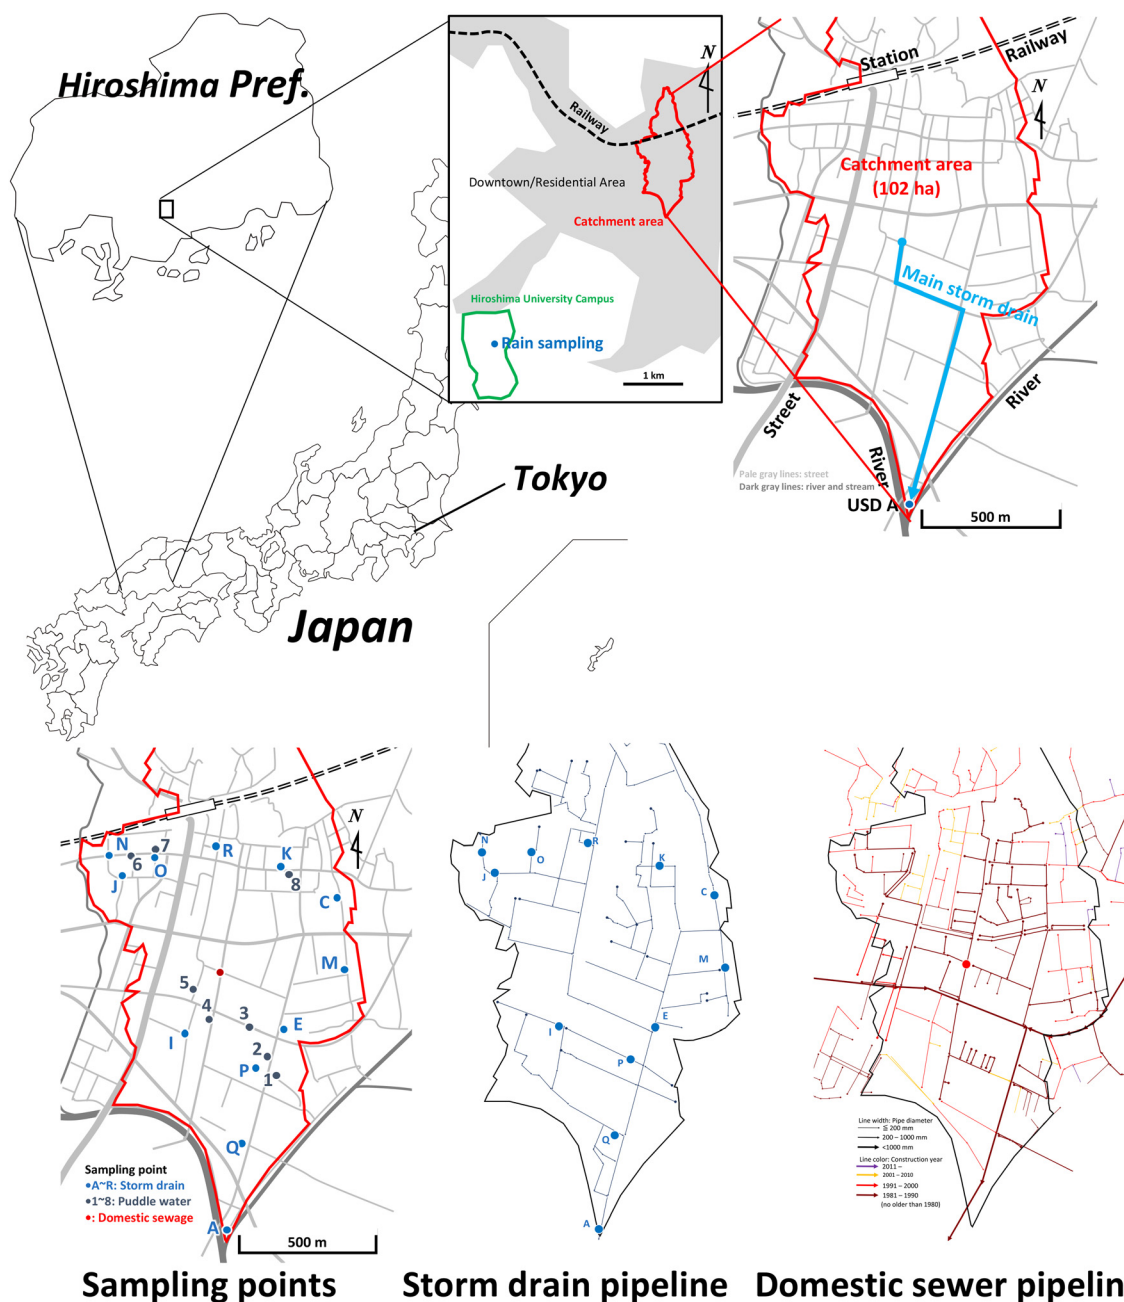 Hiroshima Pref.
N
Railway
Downtown/Residential Area
Catchment area
Hiroshima University Campus
Rain sampling
1 km
Station
Railway
N
Catchment area
(102 ha)
Main storm drain
Street
River
River
Pale gray lines: street
Dark gray lines: river and stream
USD A
500 m
Tokyo
Japan
N
N
7
R
K
6
O
J
8
C
M
5
4
3
E
I
2
P
1
Q
Sampling point
A~R: Storm drain
1~8: Puddle water
: Domestic sewage
A
500 m
Sampling points
N
R
O
K
J
C
M
E
I
P
Q
A
Storm drain pipeline
Line width: Pipe diameter
≦ 200 mm
200 – 1000 mm
<1000 mm
Line color: Construction year
2011 –
2001 – 2010
1991 – 2000
1981 – 1990
(no older than 1980)
Domestic sewer pipelin